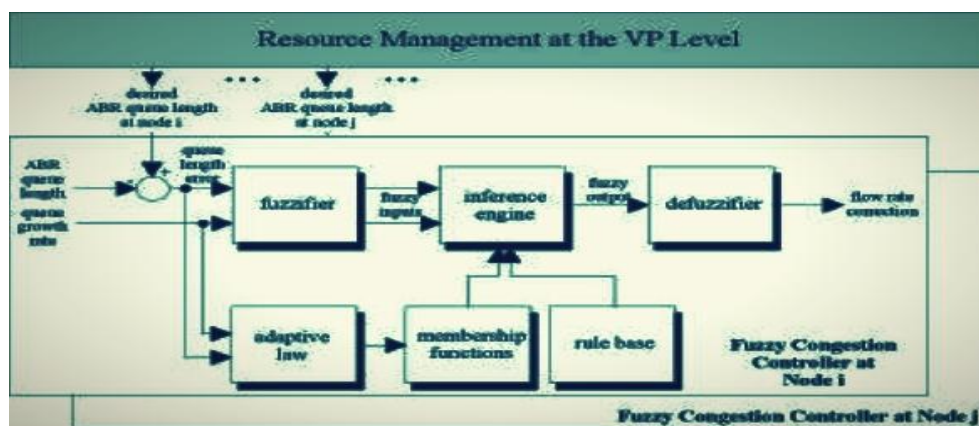 Resource Management at the VP Level
desired
ABR queue length
at node i
desired
ABR queue length
at node j
ABR
queue
length
queue
growth
rate
queue
length
error
+
-
fuzzifier
fuzzy
inputs
inference
engine
fuzzy
output
defuzzifier
flow rate
correction
adaptive
law
membership
functions
rule base
Fuzzy Congestion
Controller at
Node i
Fuzzy Congestion Controller at Node j